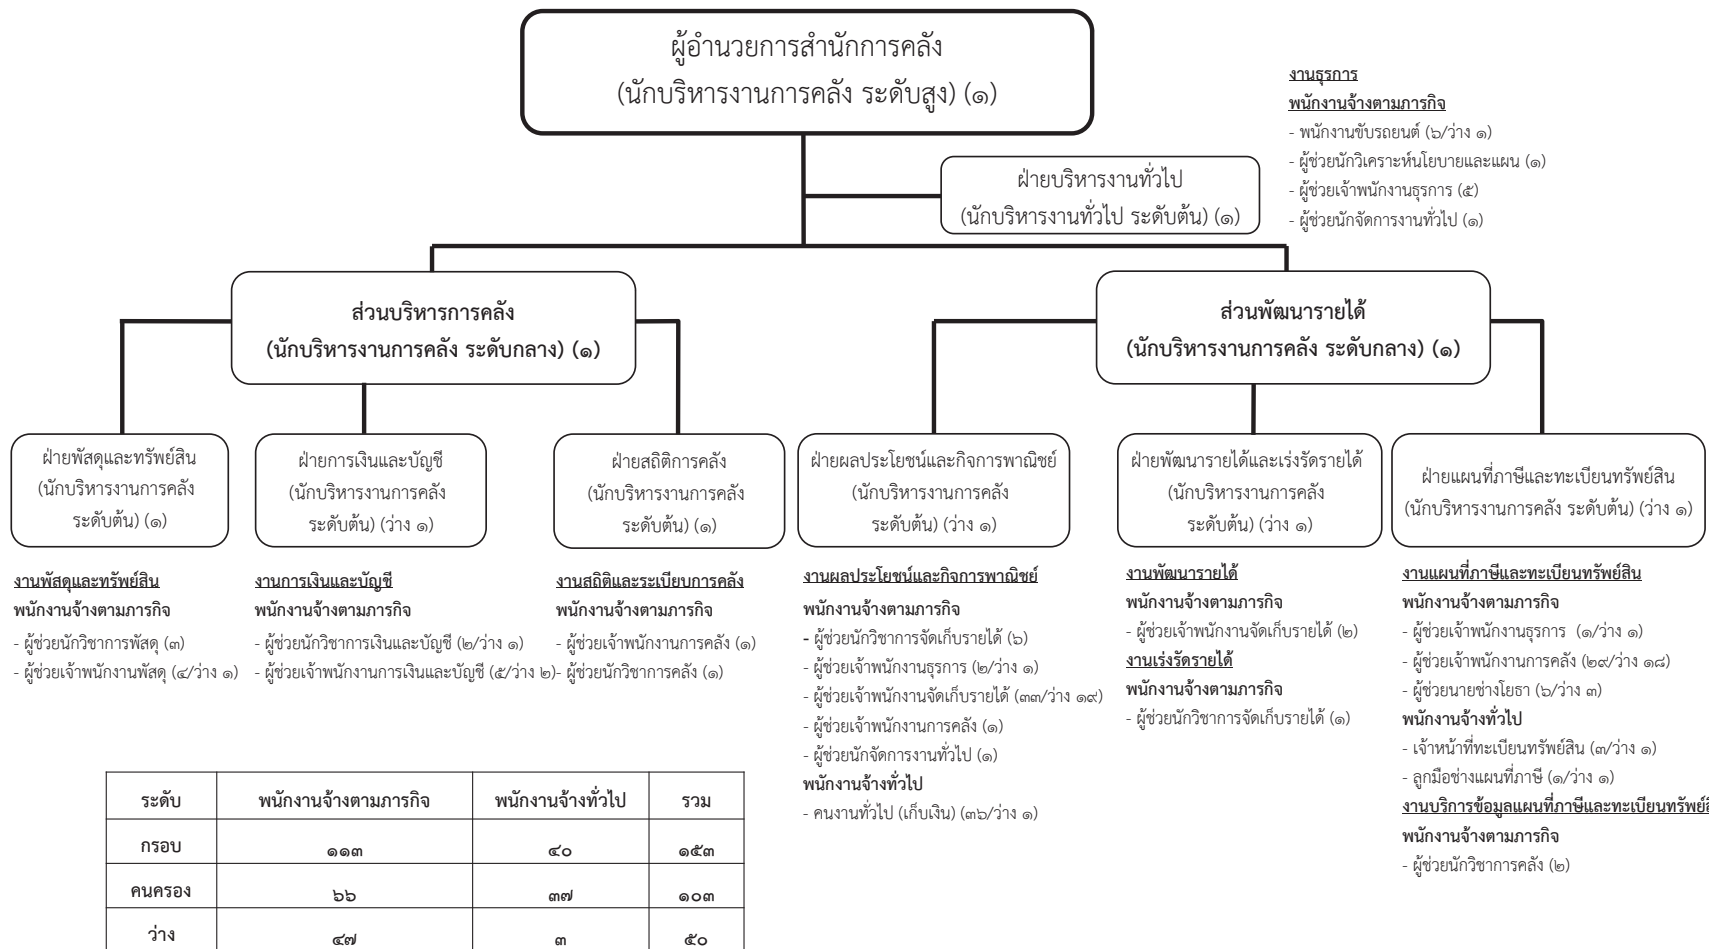 ผู้อำนวยการสำนักการคลัง
(นักบริหารงานการคลัง ระดับสูง) (๑)
งานธุรการ
พนักงานจ้างตามภารกิจ
- พนักงานขับรถยนต์ (๖/ว่าง ๑)
- ผู้ช่วยนักวิเคราะห์นโยบายและแผน (๑)
- ผู้ช่วยเจ้าพนักงานธุรการ (๕)
- ผู้ช่วยนักจัดการงานทั่วไป (๑)
ฝ่ายบริหารงานทั่วไป
(นักบริหารงานทั่วไป ระดับต้น) (๑)
ส่วนบริหารการคลัง
(นักบริหารงานการคลัง ระดับกลาง) (๑)
ส่วนพัฒนารายได้
(นักบริหารงานการคลัง ระดับกลาง) (๑)
ฝ่ายพัสดุและทรัพย์สิน
(นักบริหารงานการคลัง
ระดับต้น) (๑)
ฝ่ายการเงินและบัญชี
(นักบริหารงานการคลัง
ระดับต้น) (ว่าง ๑)
ฝ่ายสถิติการคลัง
(นักบริหารงานการคลัง
ระดับต้น) (๑)
ฝ่ายผลประโยชน์และกิจการพาณิชย์
(นักบริหารงานการคลัง
ระดับต้น) (ว่าง ๑)
ฝ่ายพัฒนารายได้และเร่งรัดรายได้
(นักบริหารงานการคลัง
ระดับต้น) (ว่าง ๑)
ฝ่ายแผนที่ภาษีและทะเบียนทรัพย์สิน
(นักบริหารงานการคลัง ระดับต้น) (ว่าง ๑)
งานพัสดุและทรัพย์สิน
พนักงานจ้างตามภารกิจ
- ผู้ช่วยนักวิชาการพัสดุ (๓)
- ผู้ช่วยเจ้าพนักงานพัสดุ (๔/ว่าง ๑)
งานการเงินและบัญชี
พนักงานจ้างตามภารกิจ
- ผู้ช่วยนักวิชาการเงินและบัญชี (๒/ว่าง ๑)
- ผู้ช่วยเจ้าพนักงานการเงินและบัญชี (๕/ว่าง ๒)
งานสถิติและระเบียบการคลัง
พนักงานจ้างตามภารกิจ
- ผู้ช่วยเจ้าพนักงานการคลัง (๑)
- ผู้ช่วยนักวิชาการคลัง (๑)
งานผลประโยชน์และกิจการพาณิชย์
พนักงานจ้างตามภารกิจ
- ผู้ช่วยนักวิชาการจัดเก็บรายได้ (๖)
- ผู้ช่วยเจ้าพนักงานธุรการ (๒/ว่าง ๑)
- ผู้ช่วยเจ้าพนักงานจัดเก็บรายได้ (๓๓/ว่าง ๑๙)
- ผู้ช่วยเจ้าพนักงานการคลัง (๑)
- ผู้ช่วยนักจัดการงานทั่วไป (๑)
พนักงานจ้างทั่วไป
- คนงานทั่วไป (เก็บเงิน) (๓๖/ว่าง ๑)
งานพัฒนารายได้
พนักงานจ้างตามภารกิจ
- ผู้ช่วยเจ้าพนักงานจัดเก็บรายได้ (๒)
งานเร่งรัดรายได้
พนักงานจ้างตามภารกิจ
- ผู้ช่วยนักวิชาการจัดเก็บรายได้ (๑)
งานแผนที่ภาษีและทะเบียนทรัพย์สิน
พนักงานจ้างตามภารกิจ
- ผู้ช่วยเจ้าพนักงานธุรการ (๑/ว่าง ๑)
- ผู้ช่วยเจ้าพนักงานการคลัง (๒๙/ว่าง ๑๘)
- ผู้ช่วยนายช่างโยธา (๖/ว่าง ๓)
พนักงานจ้างทั่วไป
- เจ้าหน้าที่ทะเบียนทรัพย์สิน (๓/ว่าง ๑)
- ลูกมือช่างแผนที่ภาษี (๑/ว่าง ๑)
งานบริการข้อมูลแผนที่ภาษีและทะเบียนทรัพย์
พนักงานจ้างตามภารกิจ
- ผู้ช่วยนักวิชาการคลัง (๒)
ระดับ พนักงานจ้างตามภารกิจ พนักงานจ้างทั่วไป รวม
กรอบ ๑๑๓ ๔๐ ๑๕๓
คนครอง ๖๖ ๓๗ ๑๐๓
ว่าง ๔๗ ๓ ๕๐